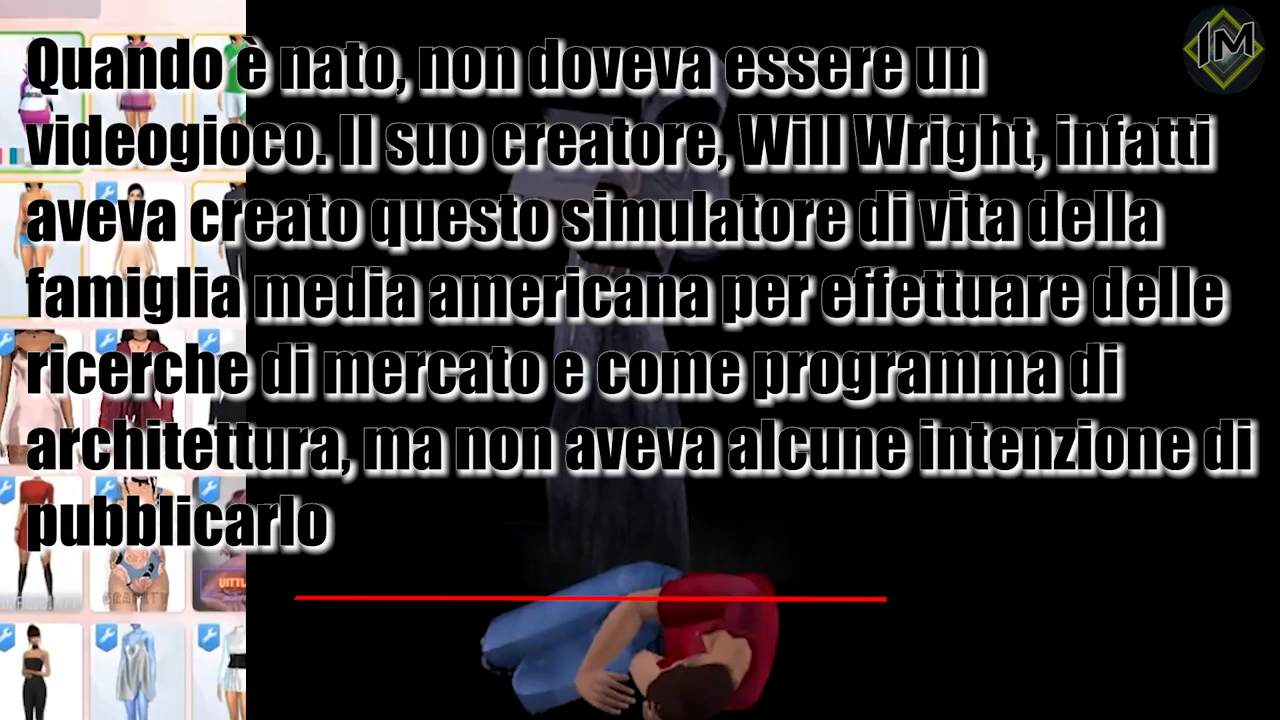 Quando è nato, non doveva essere un
videogioco. Il suo creatore, Will Wright, infatti
aveva creato questo simulatore di vita della
famiglia media americana per effettuare delle
ricerche di mercato e come programma di
architettura, ma non aveva alcune intenzione di
pubblicarlo
IM